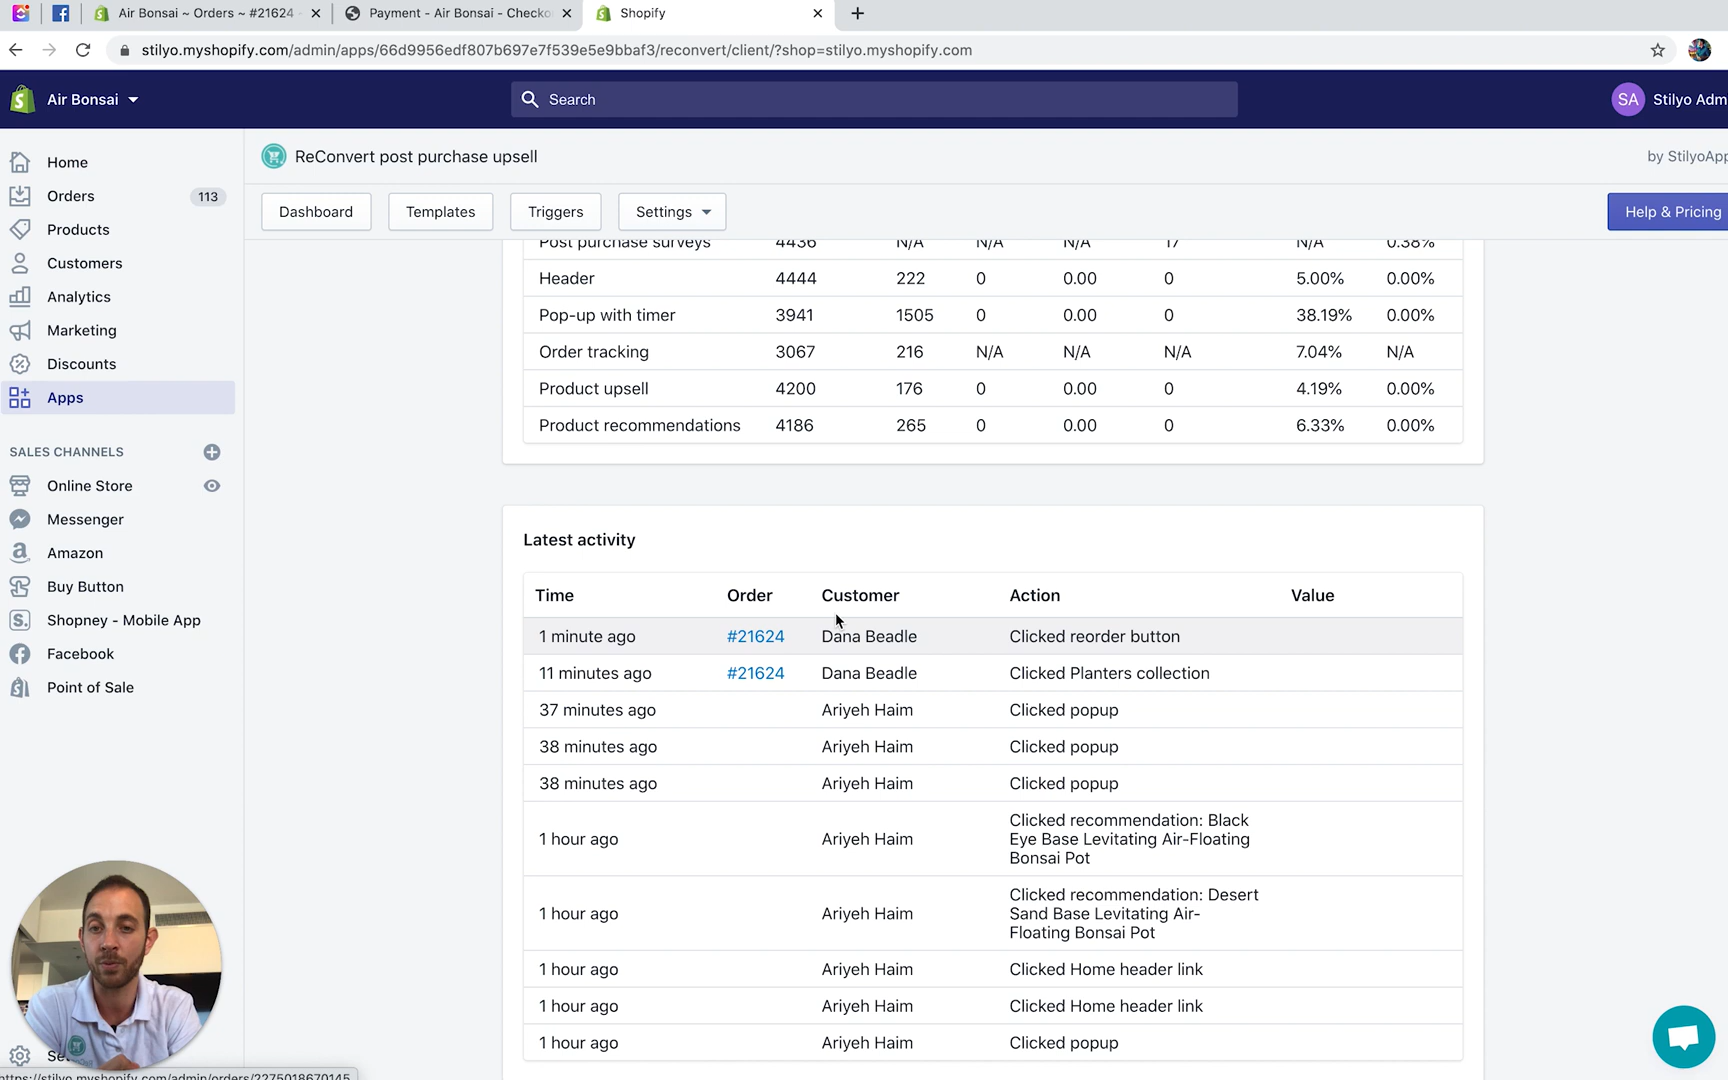 Air Bonsai ~ Orders ~ #21624
Payment - Air Bonsai - Checko
Shopify
stilyo.myshopify.com/admin/apps/66d9956edf807b697e7f539e5e9bbaf3/reconvert/client/?shop=stilyo.myshopify.com
Air Bonsai
Search
SA
Stilyo Adm
Home
Orders
113
Products
Customers
Analytics
Marketing
Discounts
Apps
SALES CHANNELS
Online Store
Messenger
Amazon
Buy Button
Shopney - Mobile App
Facebook
Point of Sale
ReConvert post purchase upsell
by StilyoApp
Dashboard
Templates
Triggers
Settings
Help & Pricing
Post purchase surveys 4436 N/A N/A N/A 17 N/A 0.38%
Header 4444 222 0 0.00 0 5.00% 0.00%
Pop-up with timer 3941 1505 0 0.00 0 38.19% 0.00%
Order tracking 3067 216 N/A N/A N/A 7.04% N/A
Product upsell 4200 176 0 0.00 0 4.19% 0.00%
Product recommendations 4186 265 0 0.00 0 6.33% 0.00%
Latest activity
Time Order Customer Action Value
1 minute ago #21624 Dana Beadle Clicked reorder button
11 minutes ago #21624 Dana Beadle Clicked Planters collection
37 minutes ago Ariyeh Haim Clicked popup
38 minutes ago Ariyeh Haim Clicked popup
38 minutes ago Ariyeh Haim Clicked popup
1 hour ago Ariyeh Haim Clicked recommendation: Black
Eye Base Levitating Air-Floating
Bonsai Pot
1 hour ago Ariyeh Haim Clicked recommendation: Desert
Sand Base Levitating Air-
Floating Bonsai Pot
1 hour ago Ariyeh Haim Clicked Home header link
1 hour ago Ariyeh Haim Clicked Home header link
1 hour ago Ariyeh Haim Clicked popup